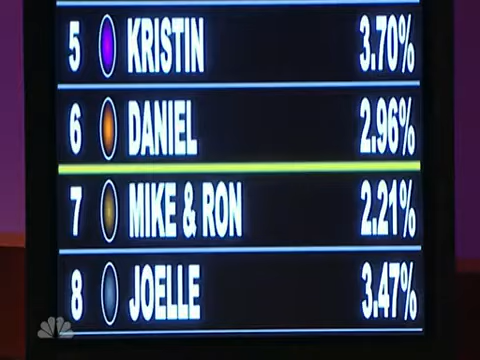 5 KRISTIN 3.70%
6 DANIEL 2.96%
7 MIKE & RON 2.21%
8 JOELLE 3.47%